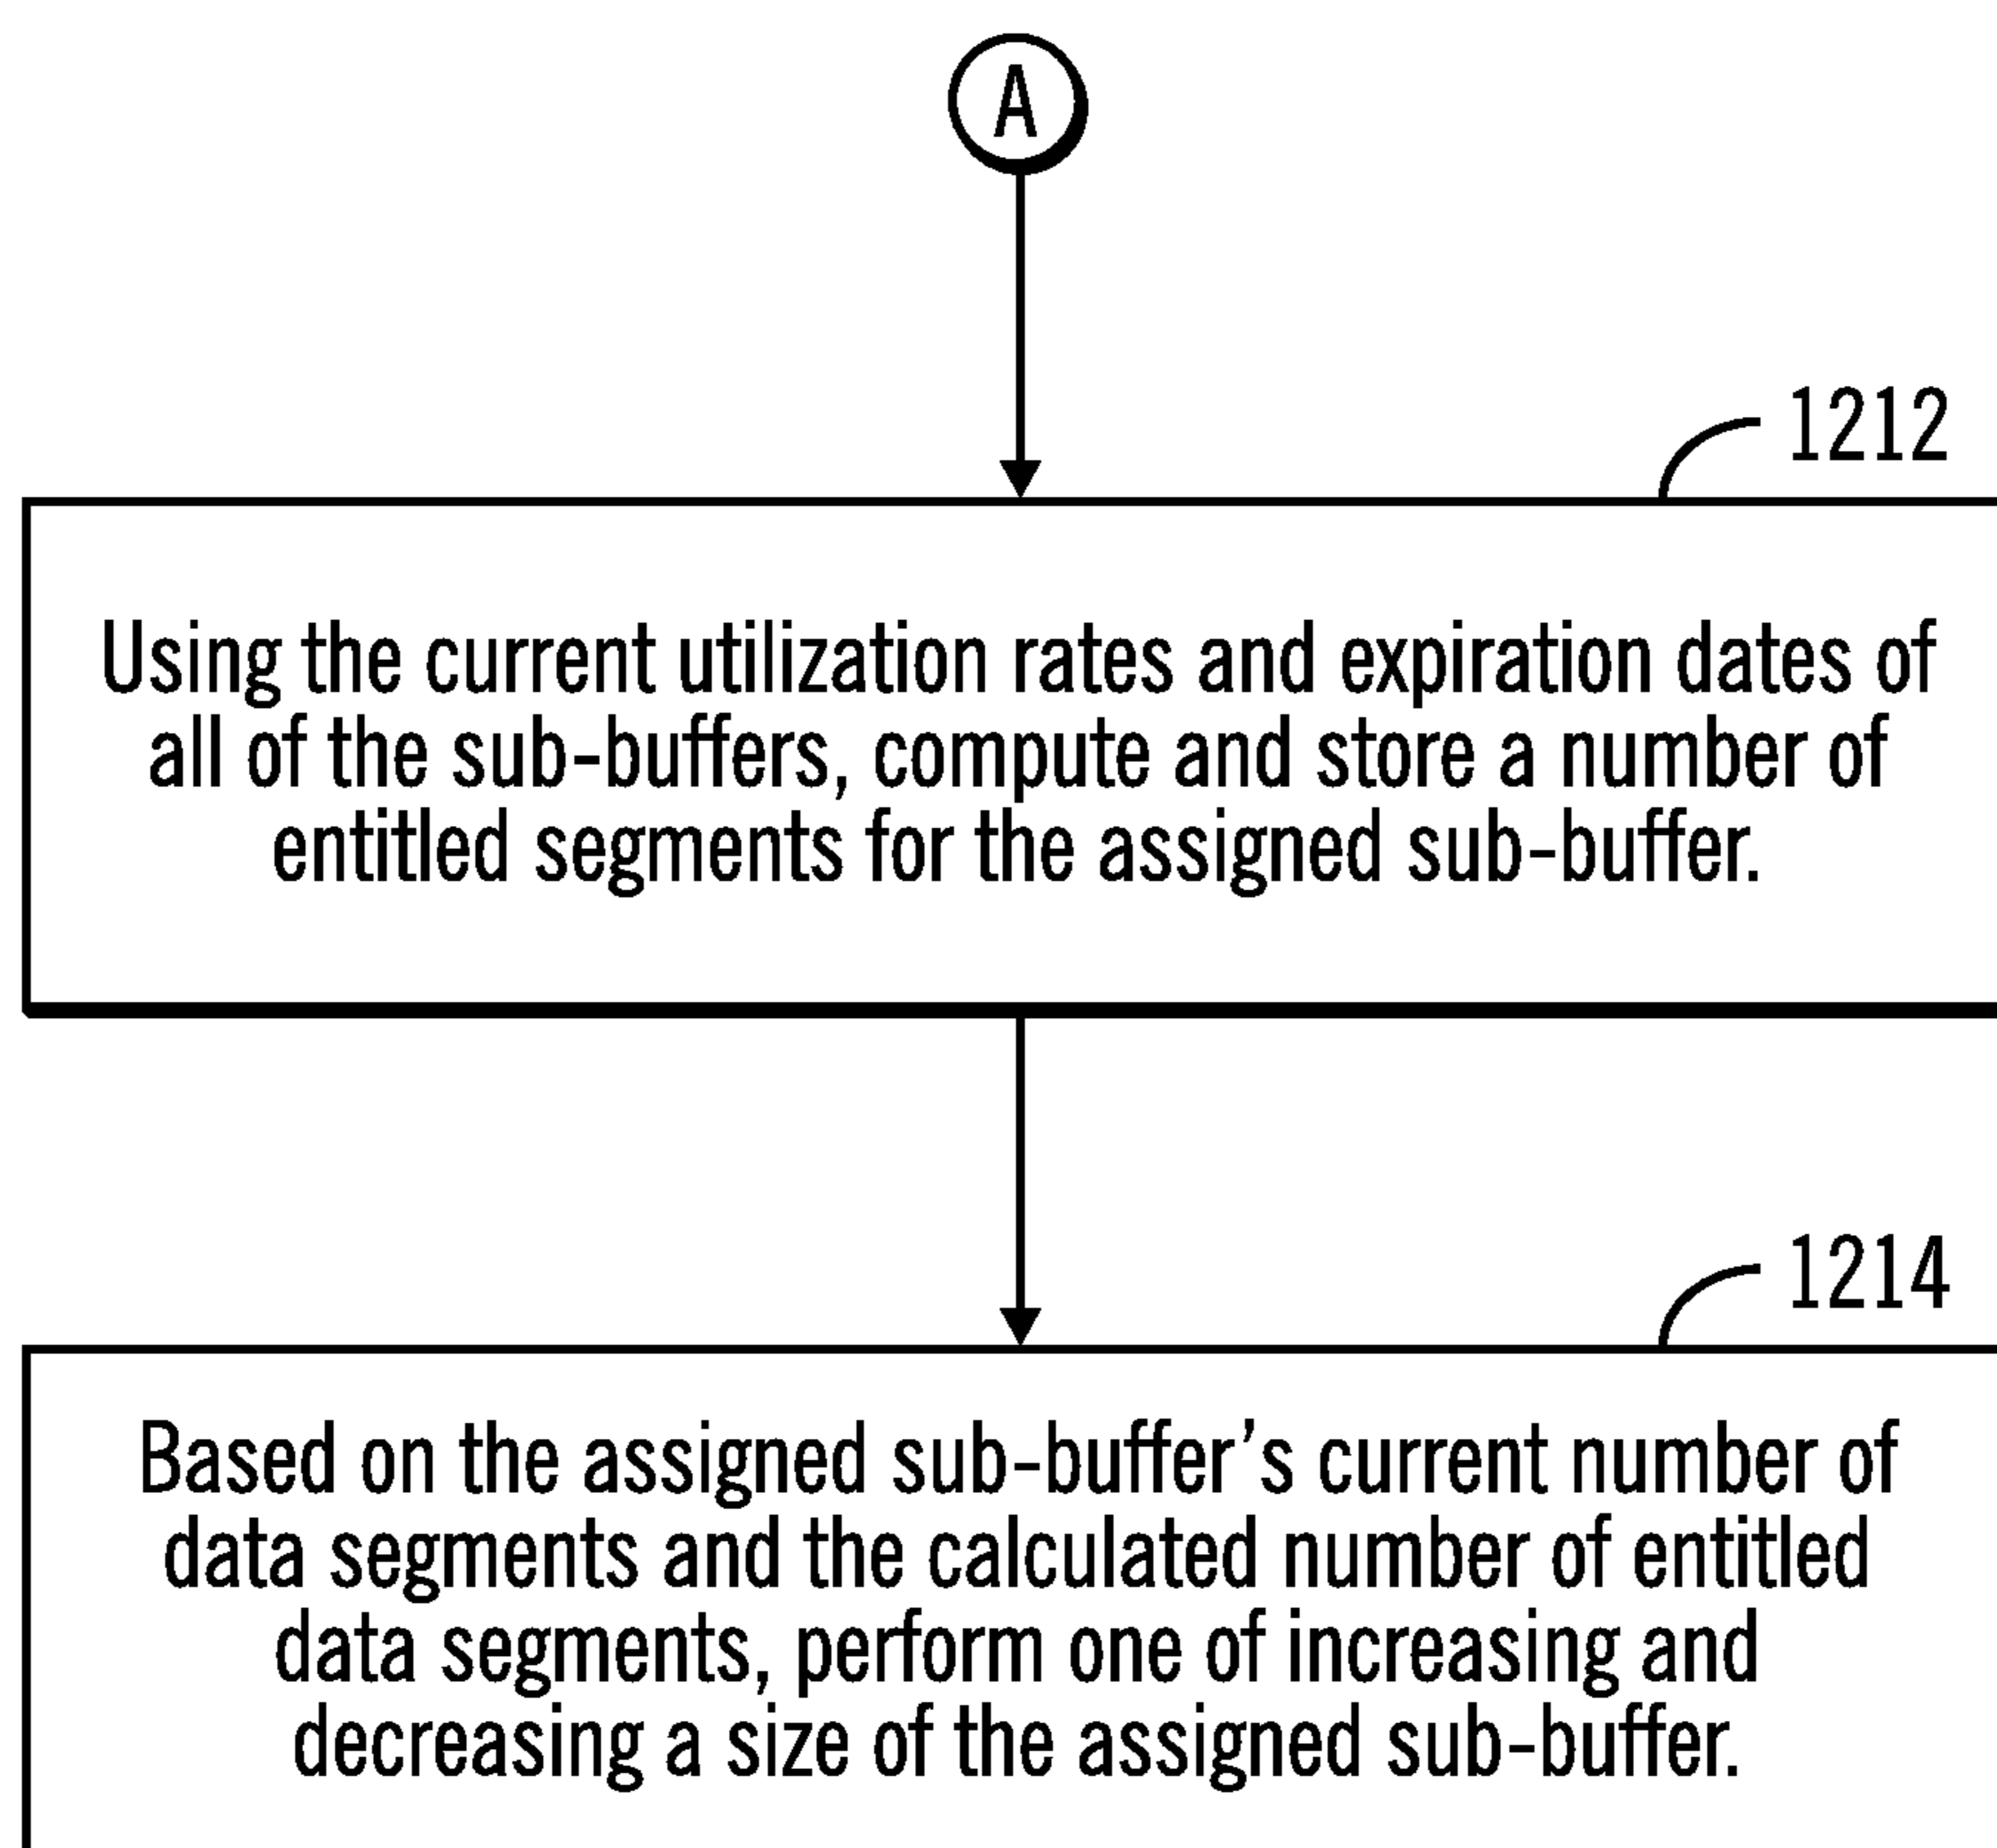 A
1212
Using the current utilization rates and expiration dates of
all of the sub-buffers, compute and store a number of
entitled segments for the assigned sub-buffer.
1214
Based on the assigned sub-buffer’s current number of
data segments and the calculated number of entitled
data segments, perform one of increasing and
decreasing a size of the assigned sub-buffer.